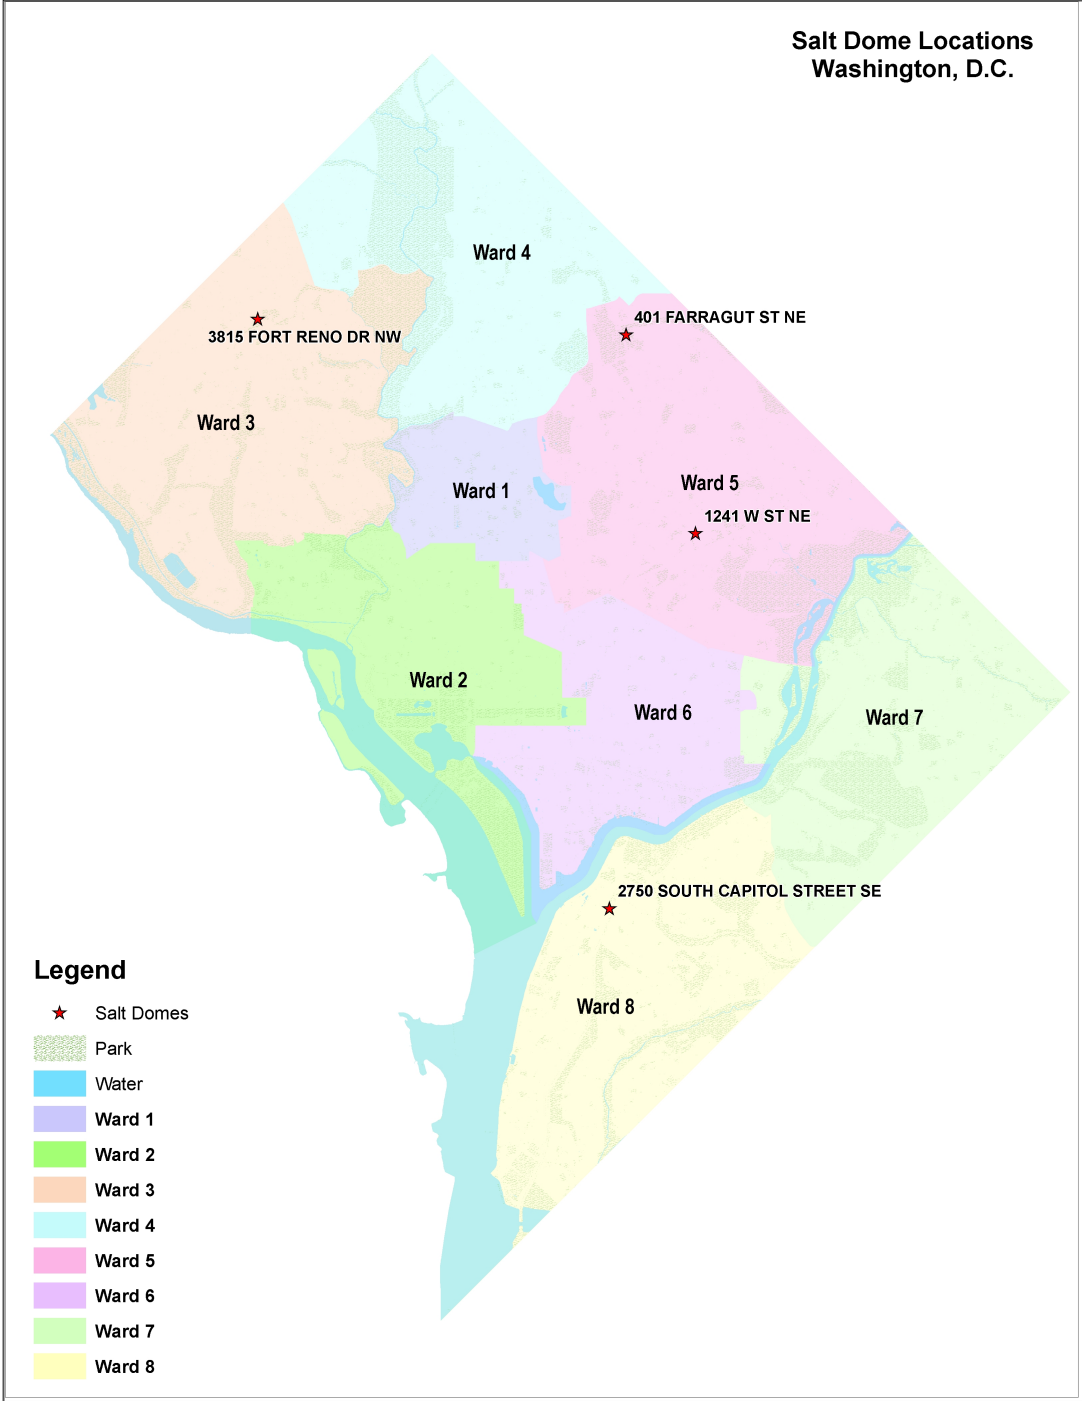 Salt Dome Locations
Washington, D.C.
Ward 4
401 FARRAGUT ST NE
3815 FORT RENO DR NW
Ward 3
Ward 5
Ward 1
1241 W ST NE
Ward 2
Ward 6
Ward 7
2750 SOUTH CAPITOL STREET SE
Ward 8
Legend
Salt Domes
Park
Water
Ward 1
Ward 2
Ward 3
Ward 4
Ward 5
Ward 6
Ward 7
Ward 8